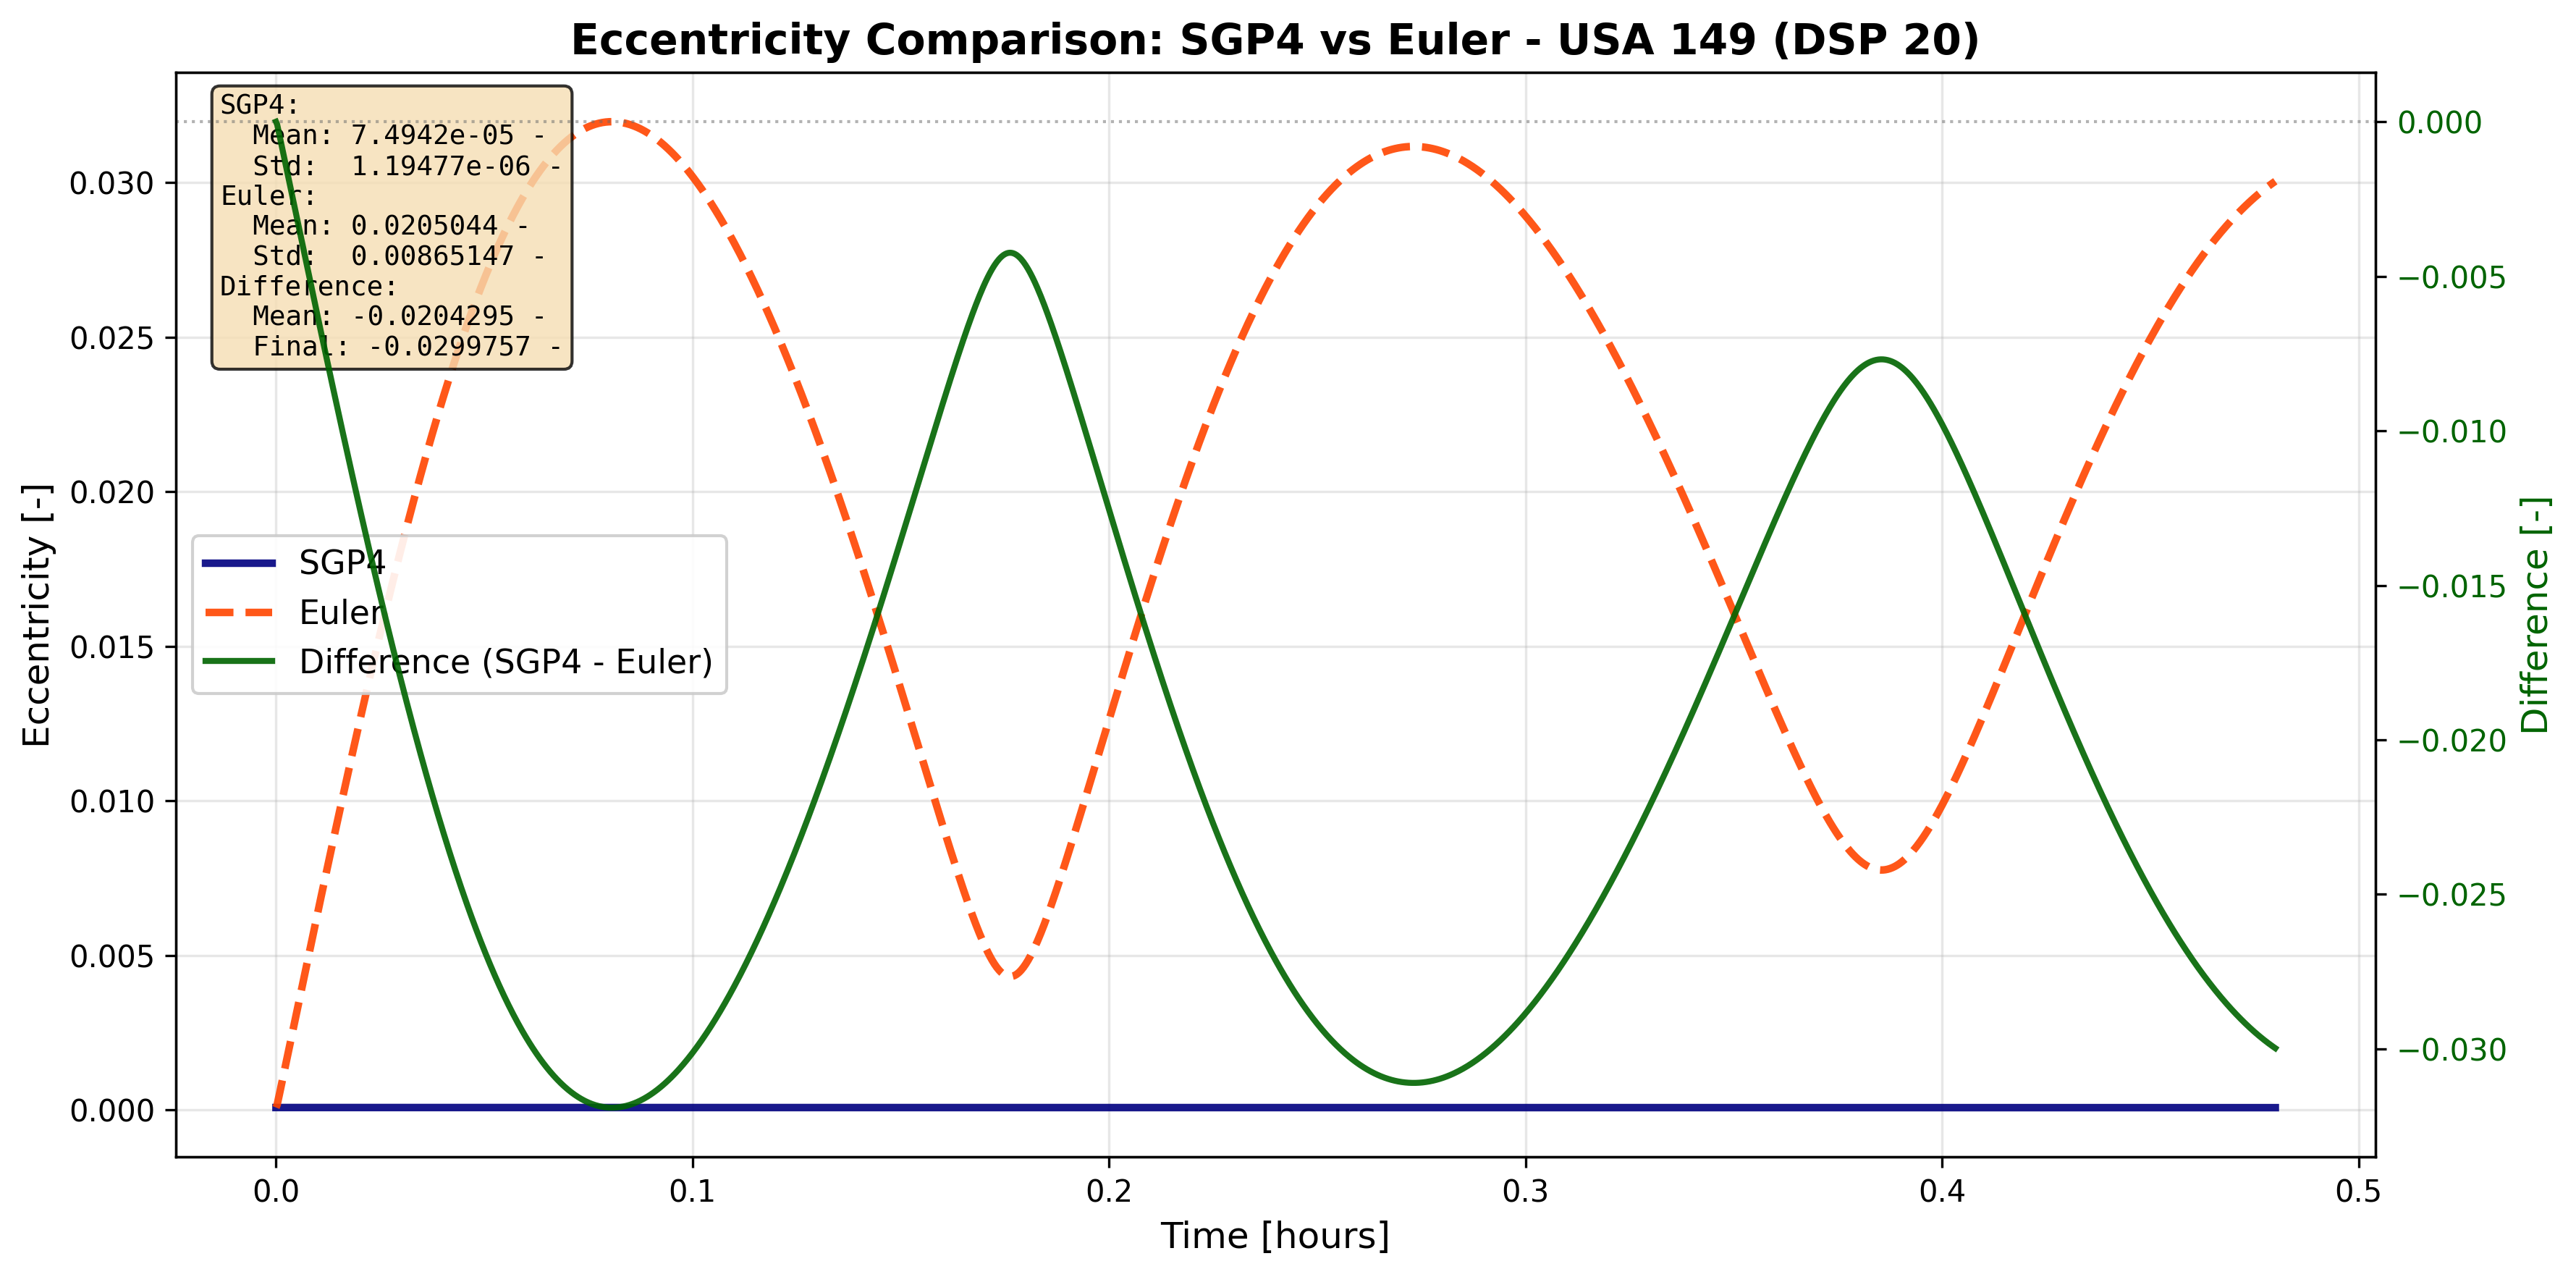 Eccentricity Comparison: SGP4 vs Euler - USA 149 (DSP 20)
SGP4:
Mean: 7.4942e-05 -
Std: 1.19477e-06 -
Euler:
Mean: 0.0205044 -
Std: 0.00865147 -
Difference:
Mean: -0.0204295 -
Final: -0.0299757 -
SGP4
Euler
Difference (SGP4 - Euler)
Eccentricity [-]
0.030
0.025
0.020
0.015
0.010
0.005
0.000
0.0
0.1
0.2
0.3
0.4
0.5
Time [hours]
0.000
−0.005
−0.010
−0.015
−0.020
−0.025
−0.030
Difference [-]